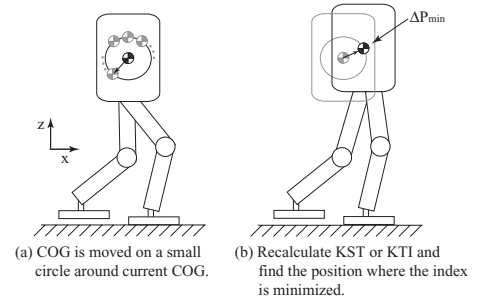 ΔPmin
z
x
(a) COG is moved on a small
circle around current COG.
(b) Recalculate KST or KTI and
find the position where the index
is minimized.